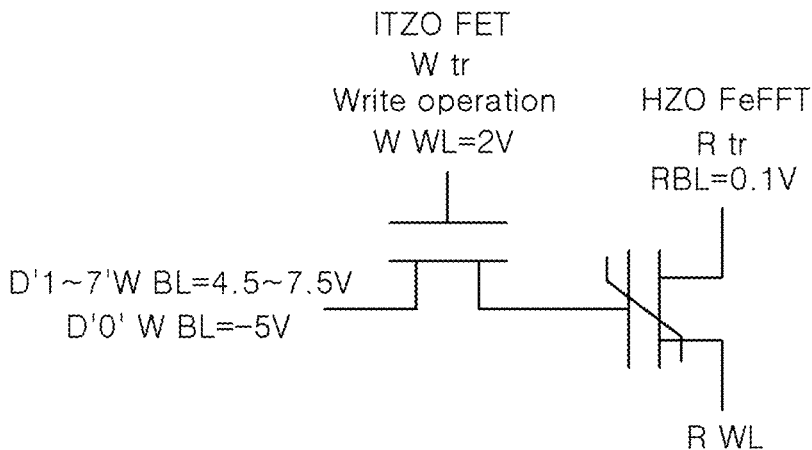 ITZO FET
W tr
Write operation
W WL=2V
HZO FeFFT
R tr
RBL=0.1V
D'1~7'W BL=4.5~7.5V
D'0' W BL=-5V
R WL